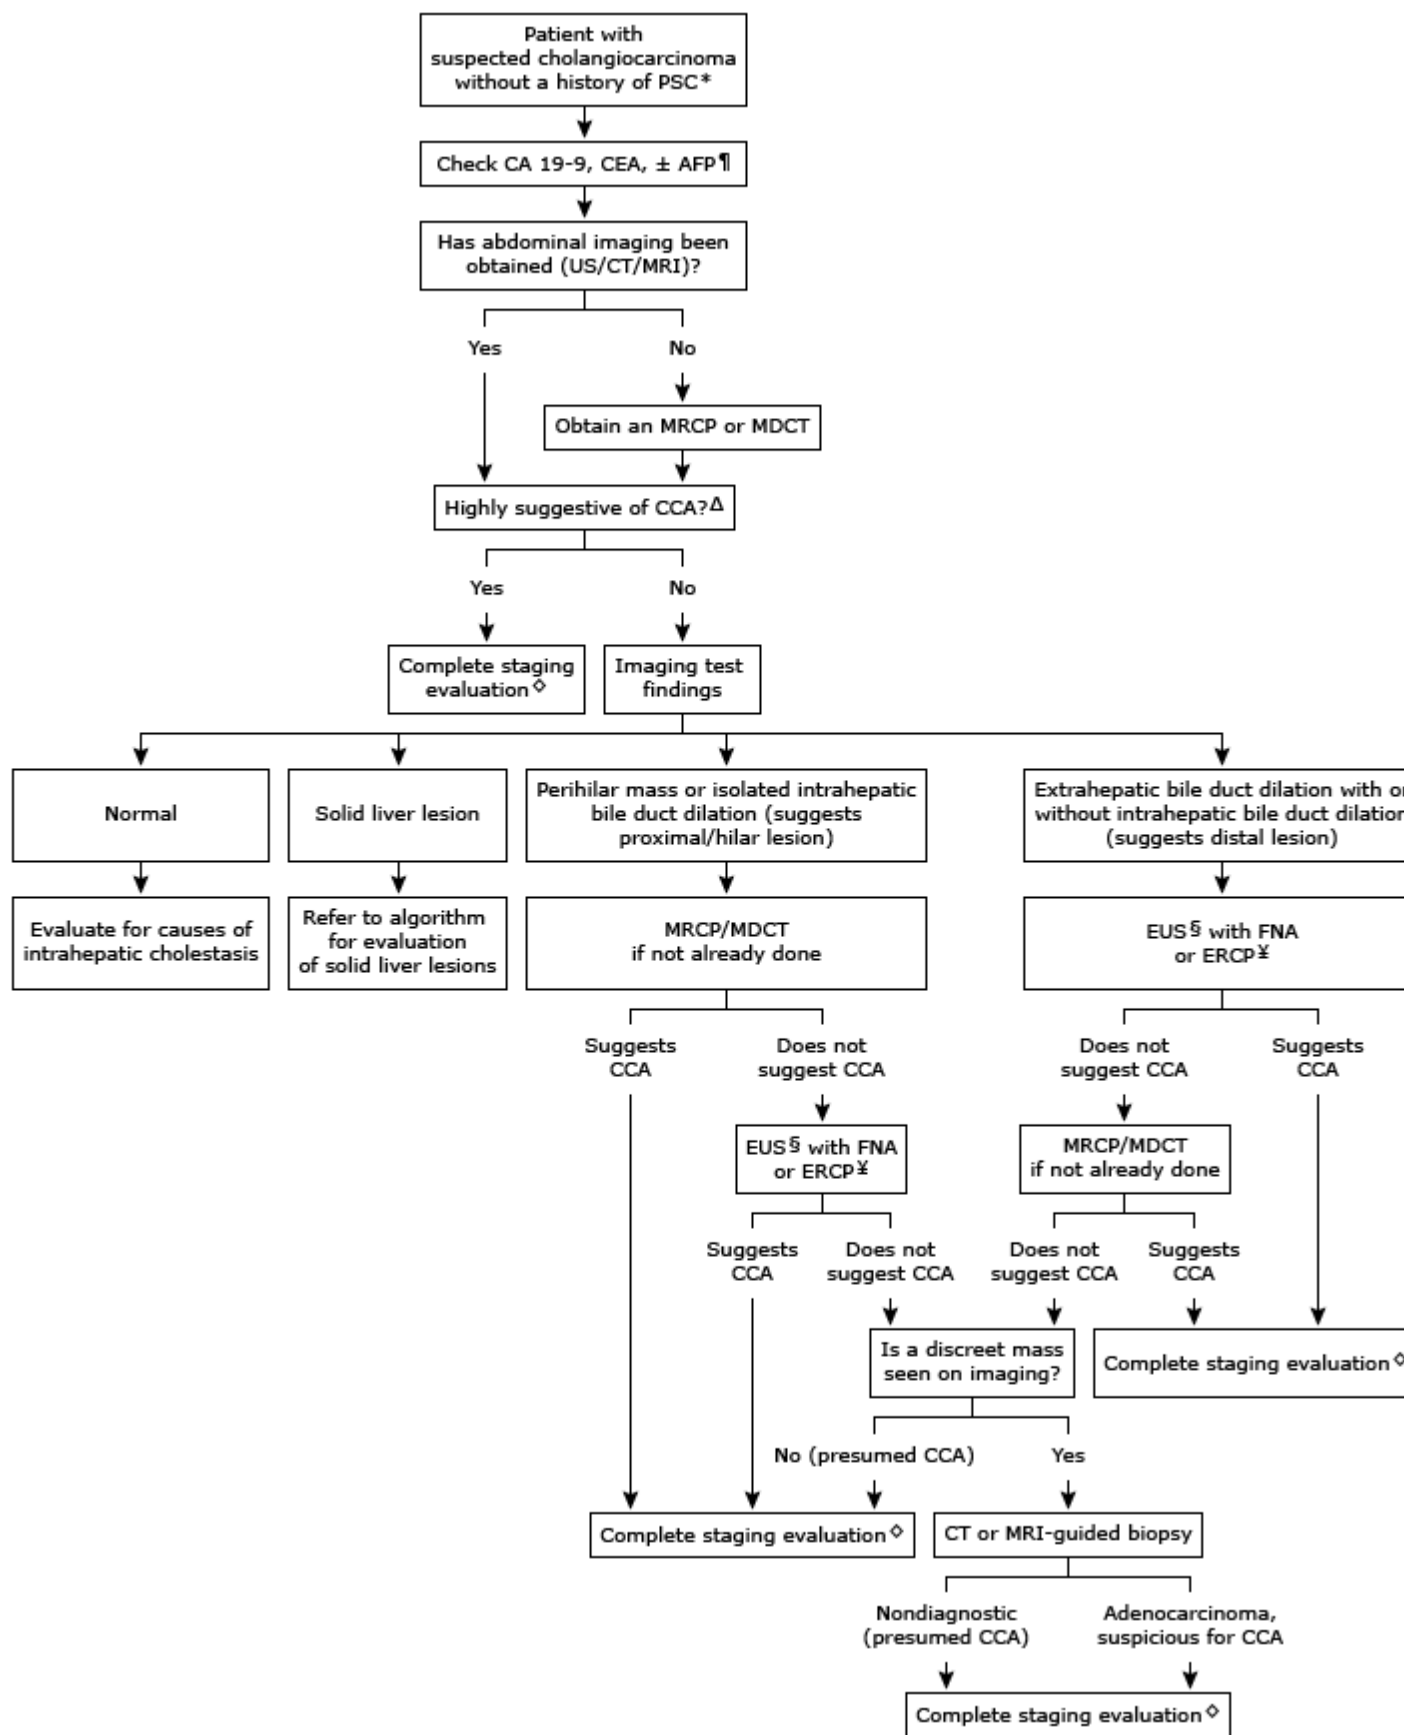 Patient with
suspected cholangiocarcinoma
without a history of PSC*
Check CA 19-9, CEA, ± AFP¶
Has abdominal imaging been
obtained (US/CT/MRI)?
Yes
No
Obtain an MRCP or MDCT
Highly suggestive of CCA?Δ
Yes
No
Complete staging
evaluation◇
Imaging test
findings
Normal
Solid liver lesion
Perihilar mass or isolated intrahepatic
bile duct dilation (suggests
proximal/hilar lesion)
Extrahepatic bile duct dilation with or
without intrahepatic bile duct dilation
(suggests distal lesion)
Evaluate for causes of
intrahepatic cholestasis
Refer to algorithm
for evaluation
of solid liver lesions
MRCP/MDCT
if not already done
EUS§ with FNA
or ERCP¥
Suggests
CCA
Does not
suggest CCA
Does not
suggest CCA
Suggests
CCA
EUS§ with FNA
or ERCP¥
MRCP/MDCT
if not already done
Suggests
CCA
Does not
suggest CCA
Does not
suggest CCA
Suggests
CCA
Is a discreet mass
seen on imaging?
Complete staging evaluation◇
No (presumed CCA)
Yes
Complete staging evaluation◇
CT or MRI-guided biopsy
Nondiagnostic
(presumed CCA)
Adenocarcinoma,
suspicious for CCA
Complete staging evaluation◇